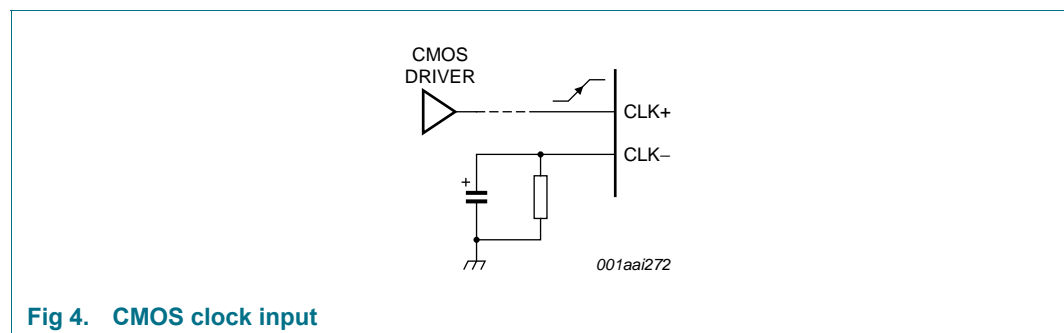 CMOS
DRIVER
CLK+
CLK−
+
001aai272
Fig 4. CMOS clock input